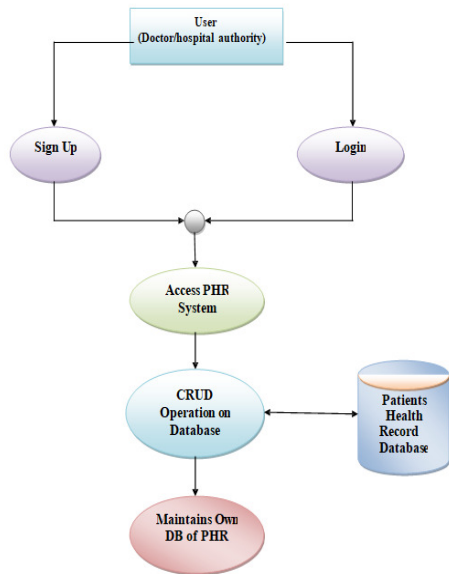 User
(Doctor/hospital authority)
Sign Up
Login
Access PHR
System
CRUD
Operation on
Database
Patients
Health
Record
Database
Maintains Own
DB of PHR